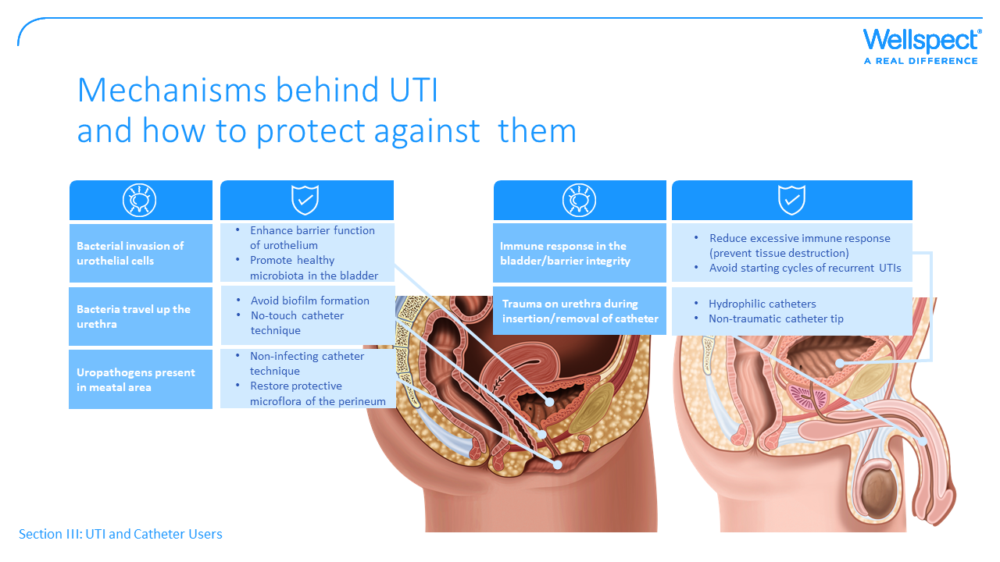 Wellspect®
A REAL DIFFERENCE
Mechanisms behind UTI
and how to protect against them
Bacterial invasion of
urothelial cells
• Enhance barrier function
of urothelium
• Promote healthy
microbiota in the bladder
Bacteria travel up the
urethra
• Avoid biofilm formation
• No-touch catheter
technique
Uropathogens present
in meatal area
• Non-infecting catheter
technique
• Restore protective
microflora of the perineum
Immune response in the
bladder/barrier integrity
• Reduce excessive immune response
(prevent tissue destruction)
• Avoid starting cycles of recurrent UTIs
Trauma on urethra during
insertion/removal of catheter
• Hydrophilic catheters
• Non-traumatic catheter tip
Section III: UTI and Catheter Users